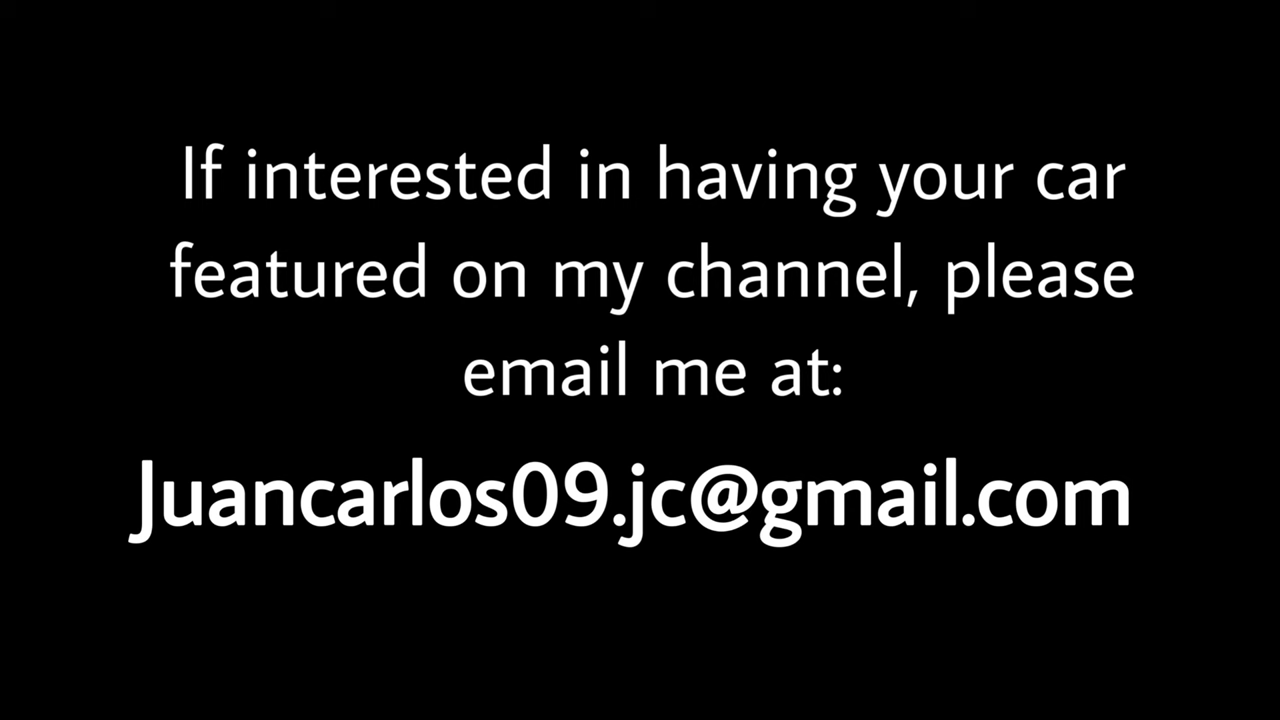 If interested in having your car
featured on my channel, please
email me at:
Juancarlos09.jc@gmail.com